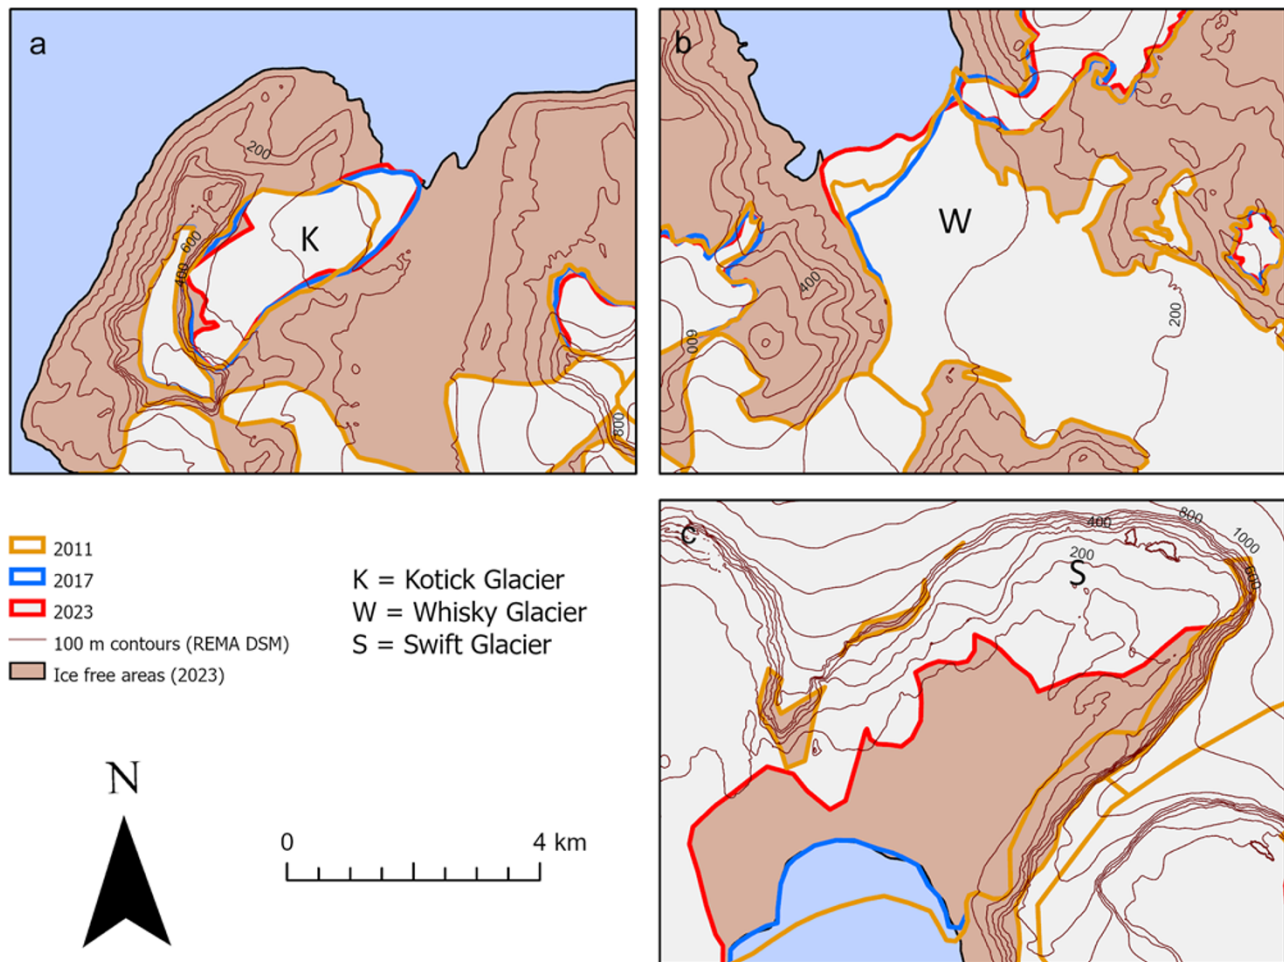 a
200
600
400
K
800
b
W
400
600
200
2011
2017
2023
100 m contours (REMA DSM)
Ice free areas (2023)
K = Kotick Glacier
W = Whisky Glacier
S = Swift Glacier
N
0 4 km
c
400
800
1000
200
600
S